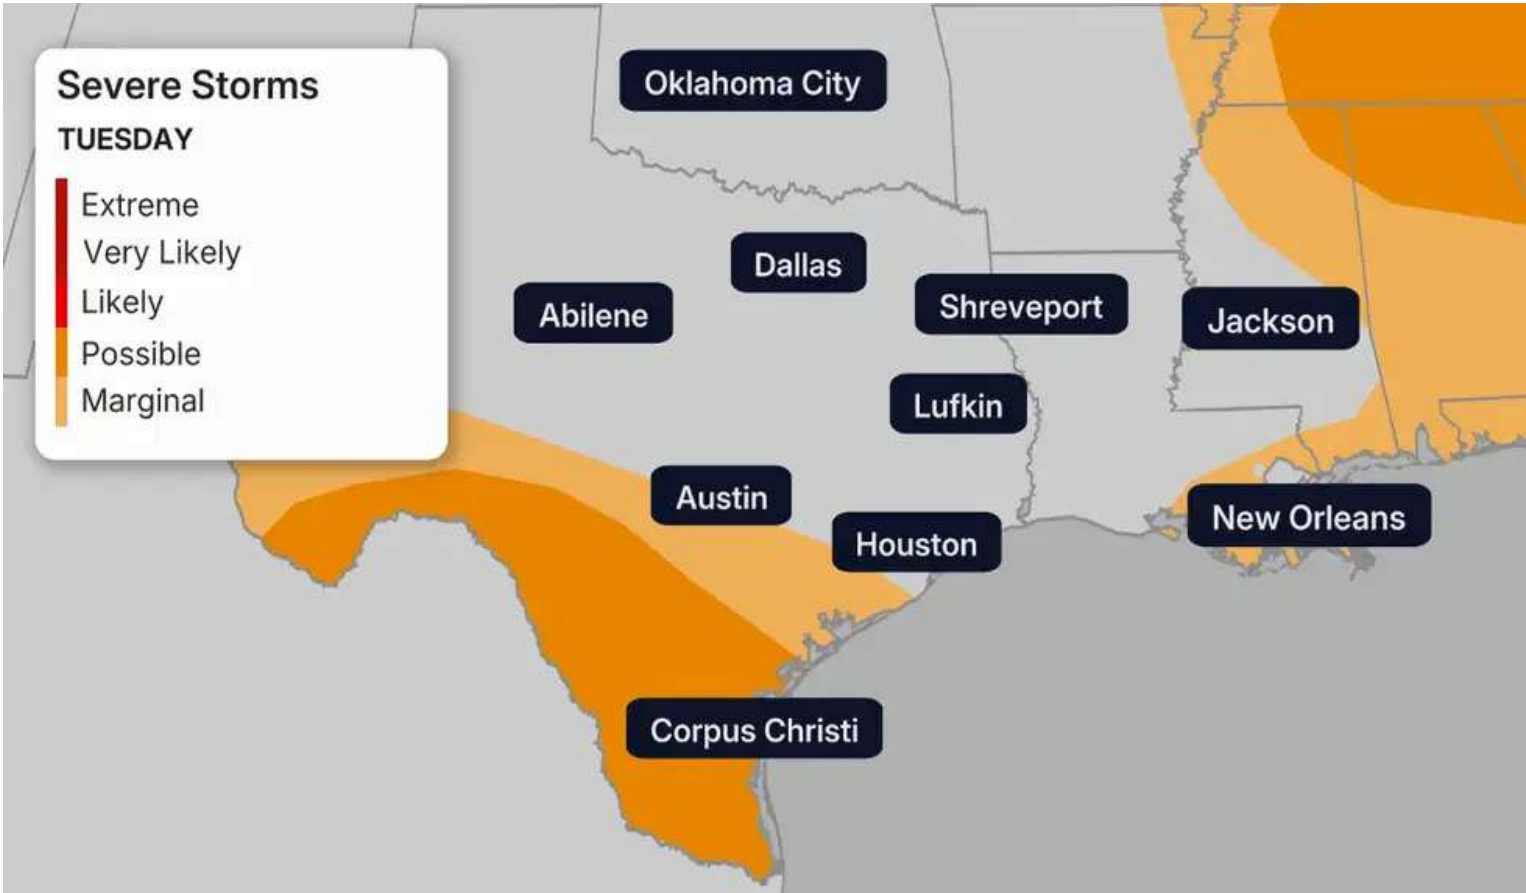 Severe Storms
TUESDAY
Extreme
Very Likely
Likely
Possible
Marginal
Oklahoma City
Dallas
Abilene
Shreveport
Jackson
Lufkin
Austin
New Orleans
Houston
Corpus Christi